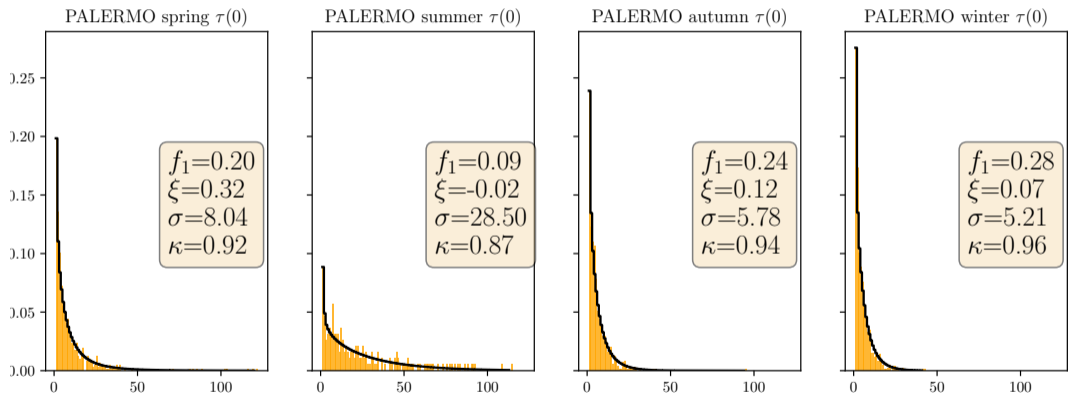 PALERMO spring τ(0)
PALERMO summer τ(0)
PALERMO autumn τ(0)
PALERMO winter τ(0)
0.25
0.20
0.15
0.10
0.05
0.00
f₁=0.20
ξ=0.32
σ=8.04
κ=0.92
f₁=0.09
ξ=-0.02
σ=28.50
κ=0.87
f₁=0.24
ξ=0.12
σ=5.78
κ=0.94
f₁=0.28
ξ=0.07
σ=5.21
κ=0.96
0 50 100
0 50 100
0 50 100
0 50 100